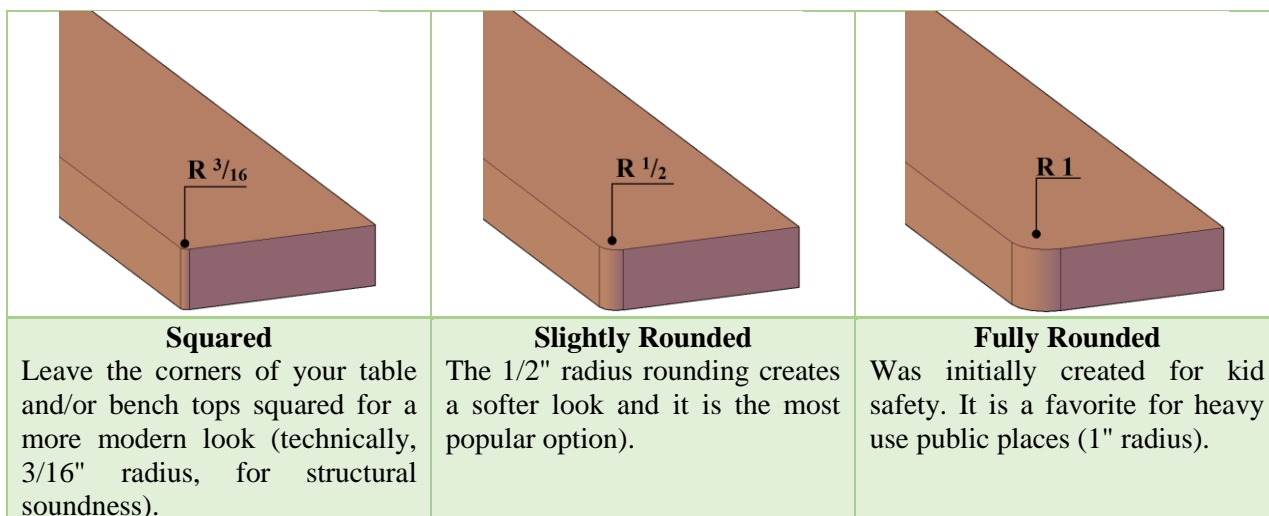 R 3/16
R 1/2
R 1
Squared
Leave the corners of your table
and/or bench tops squared for a
more modern look (technically,
3/16" radius, for structural
soundness).
Slightly Rounded
The 1/2" radius rounding creates
a softer look and it is the most
popular option).
Fully Rounded
Was initially created for kid
safety. It is a favorite for heavy
use public places (1" radius).